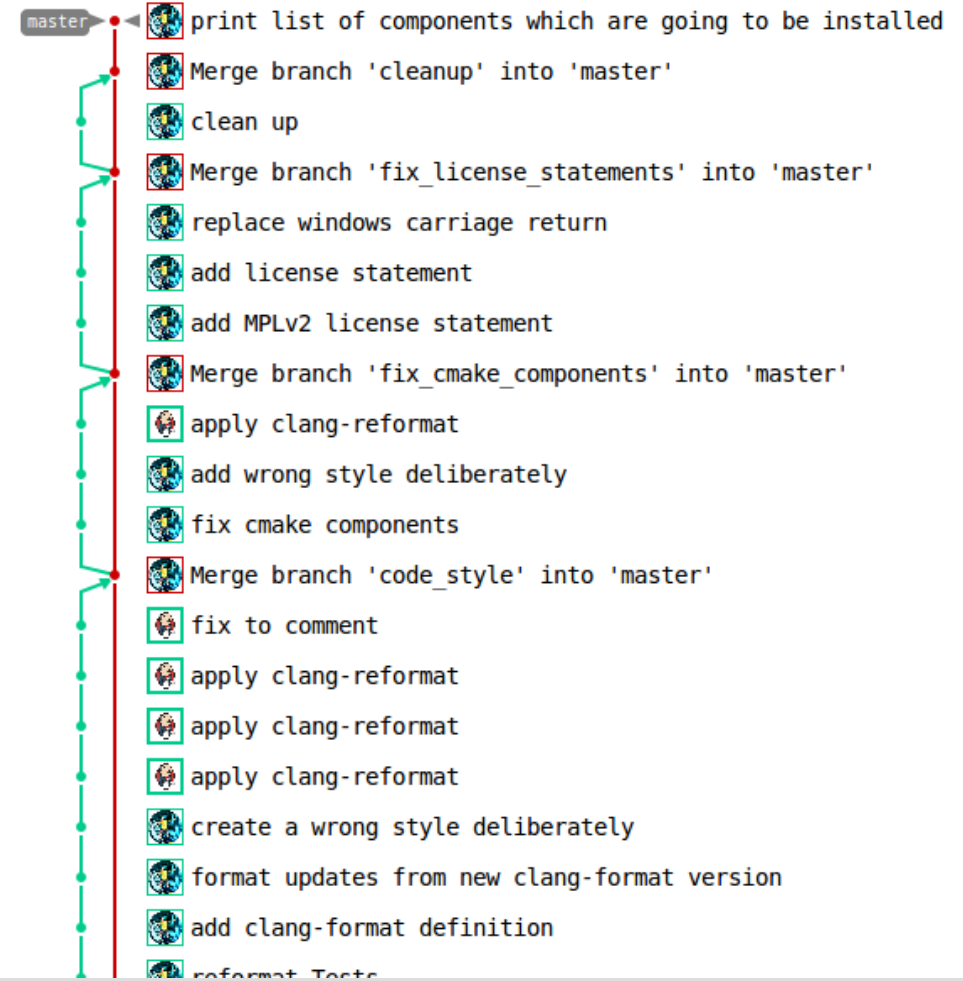 master
print list of components which are going to be installed
Merge branch 'cleanup' into 'master'
clean up
Merge branch 'fix_license_statements' into 'master'
replace windows carriage return
add license statement
add MPLv2 license statement
Merge branch 'fix_cmake_components' into 'master'
apply clang-reformat
add wrong style deliberately
fix cmake components
Merge branch 'code_style' into 'master'
fix to comment
apply clang-reformat
apply clang-reformat
apply clang-reformat
create a wrong style deliberately
format updates from new clang-format version
add clang-format definition
reformat Tests